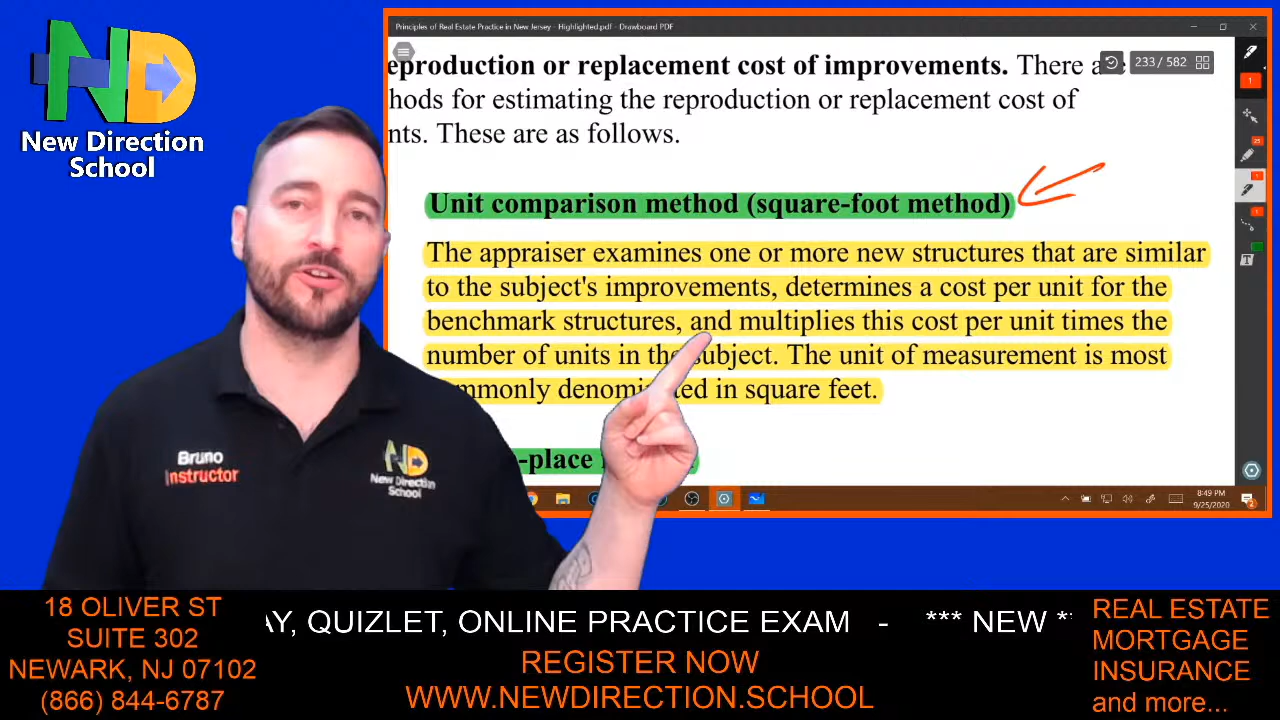 ND
New Direction
School
Principles of Real Estate Practice in New Jersey - Highlighted.pdf - Drawboard PDF
233 / 582
eproduction or replacement cost of improvements. There
hods for estimating the reproduction or replacement cost of
nts. These are as follows.
Unit comparison method (square-foot method)
The appraiser examines one or more new structures that are similar
to the subject's improvements, determines a cost per unit for the
benchmark structures, and multiplies this cost per unit times the
number of units in the subject. The unit of measurement is most
denominated in square feet.
-place
8:49 PM
9/25/2020
Bruno
Instructor
ND
New Direction
School
18 OLIVER ST
SUITE 302
NEWARK, NJ 07102
(866) 844-6787
AY, QUIZLET, ONLINE PRACTICE EXAM - *** NEW **
REGISTER NOW
WWW.NEWDIRECTION.SCHOOL
REAL ESTATE
MORTGAGE
INSURANCE
and more...